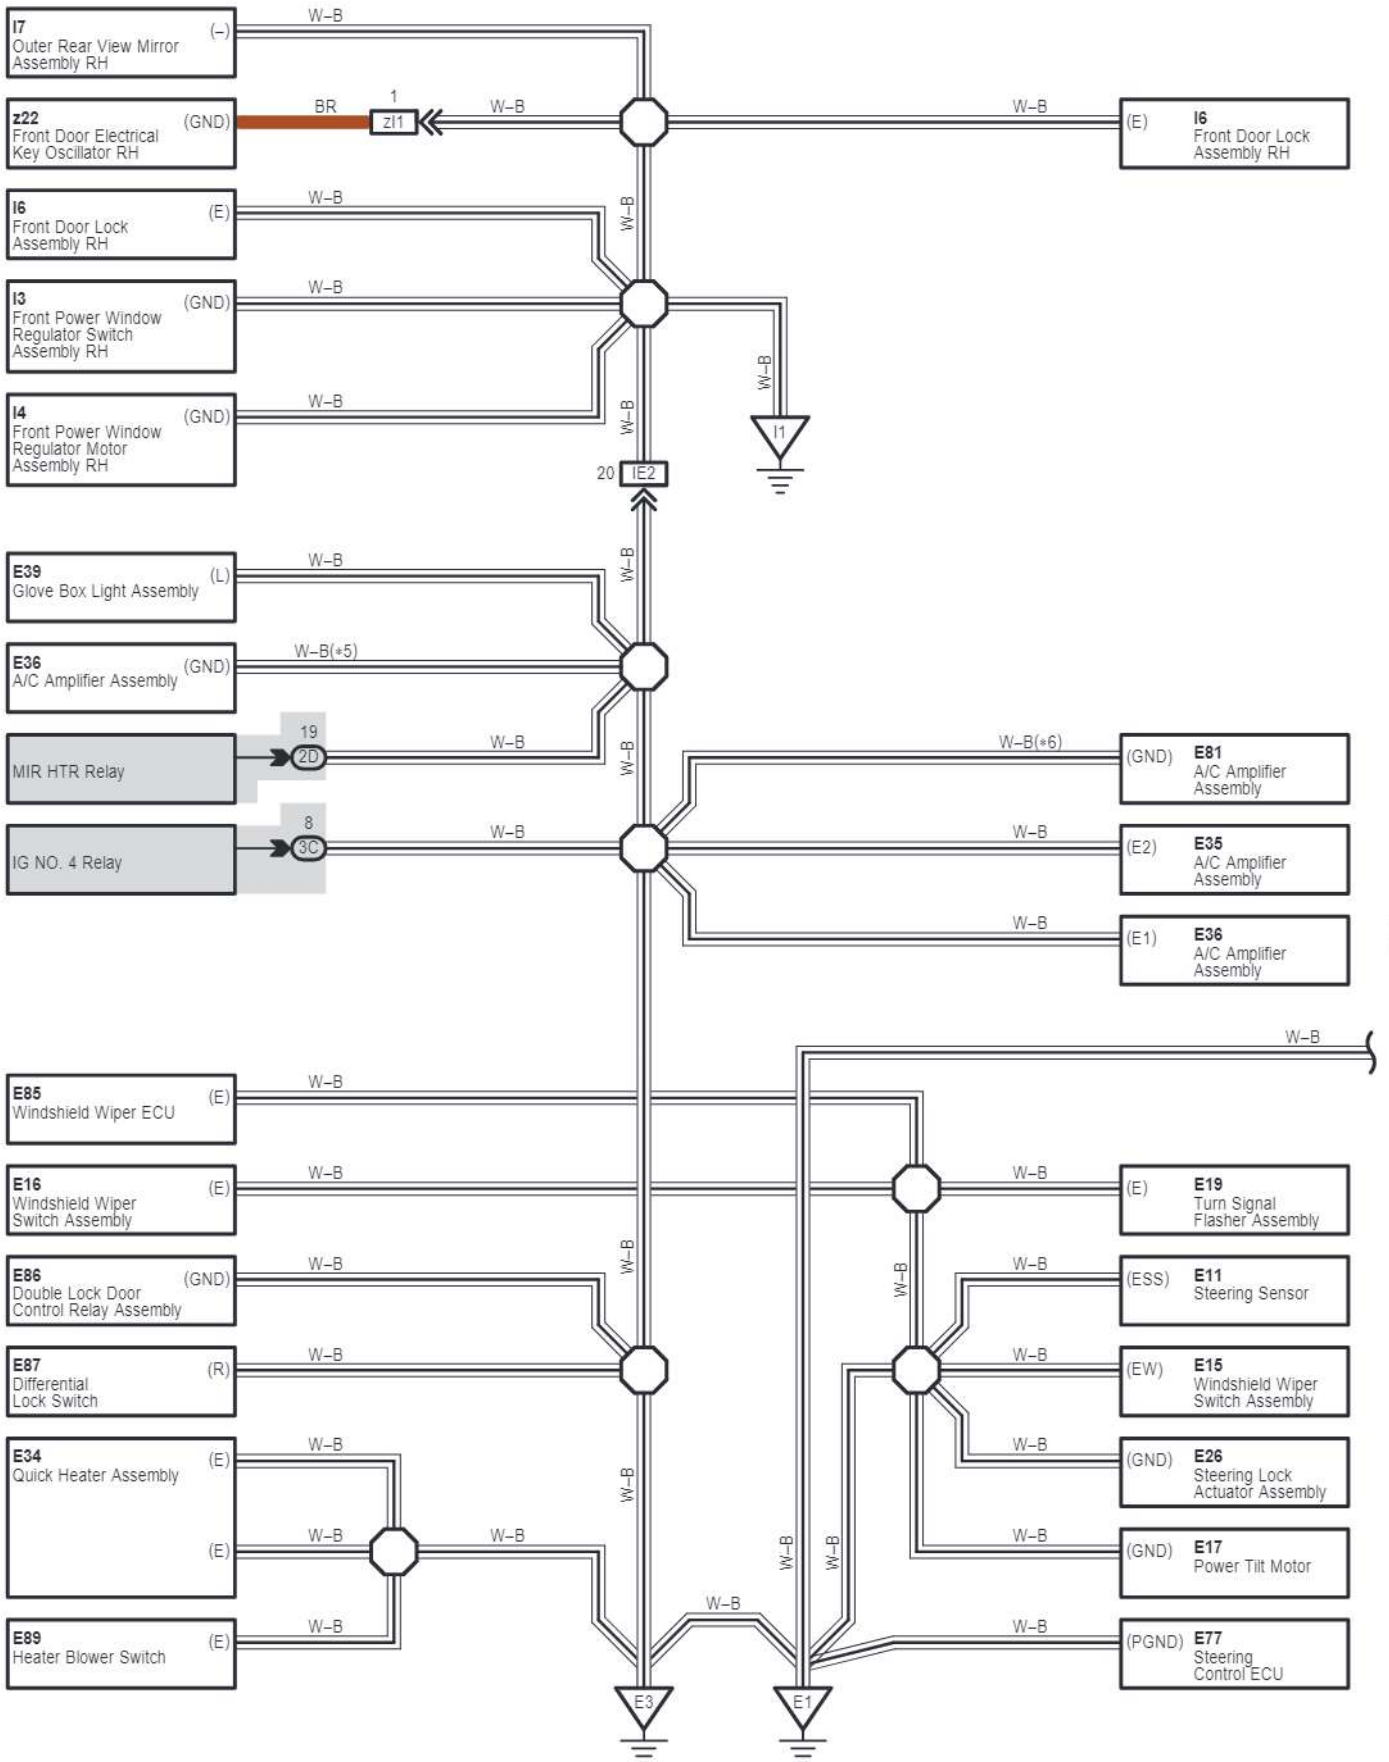 W–B
I7
(–)
Outer Rear View Mirror
Assembly RH
1
BR
W–B
W–B
z22
(GND)
zI1
(E)
I6
Front Door Electrical
Key Oscillator RH
Front Door Lock
Assembly RH
W–B
W–B
I6
(E)
Front Door Lock
Assembly RH
W–B
I3
(GND)
Front Power Window
Regulator Switch
Assembly RH
W–B
W–B
W–B
I4
(GND)
Front Power Window
Regulator Motor
Assembly RH
I1
20
IE2
W–B
W–B
E39
(L)
Glove Box Light Assembly
W–B(*5)
E36
(GND)
A/C Amplifier Assembly
19
W–B
W–B
W–B(*6)
2D
MIR HTR Relay
(GND)
E81
A/C Amplifier
Assembly
8
W–B
W–B
3C
IG NO. 4 Relay
(E2)
E35
A/C Amplifier
Assembly
W–B
(E1)
E36
A/C Amplifier
Assembly
W–B
W–B
E85
(E)
Windshield Wiper ECU
W–B
W–B
E16
(E)
Windshield Wiper
Switch Assembly
(E)
E19
Turn Signal
Flasher Assembly
W–B
W–B
W–B
W–B
E86
(GND)
Double Lock Door
Control Relay Assembly
(ESS)
E11
Steering Sensor
W–B
W–B
E87
(R)
Differential
Lock Switch
(EW)
E15
Windshield Wiper
Switch Assembly
W–B
W–B
W–B
E34
(E)
Quick Heater Assembly
(GND)
E26
Steering Lock
Actuator Assembly
W–B
W–B
W–B
W–B
W–B
(E)
(GND)
E17
Power Tilt Motor
W–B
W–B
W–B
E89
(E)
Heater Blower Switch
(PGND)
E77
Steering
Control ECU
E3
E1